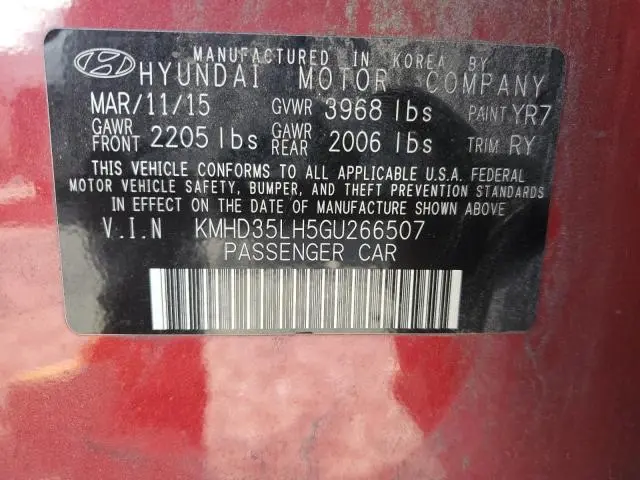 MANUFACTURED IN KOREA BY
HYUNDAI MOTOR COMPANY
MAR/11/15 GVWR 3968 lbs PAINT YR7
GAWR FRONT 2205 lbs GAWR REAR 2006 lbs TRIM RY
THIS VEHICLE CONFORMS TO ALL APPLICABLE U.S.A. FEDERAL
MOTOR VEHICLE SAFETY, BUMPER, AND THEFT PREVENTION STANDARDS
IN EFFECT ON THE DATE OF MANUFACTURE SHOWN ABOVE
V.I.N KMHD35LH5GU266507
PASSENGER CAR